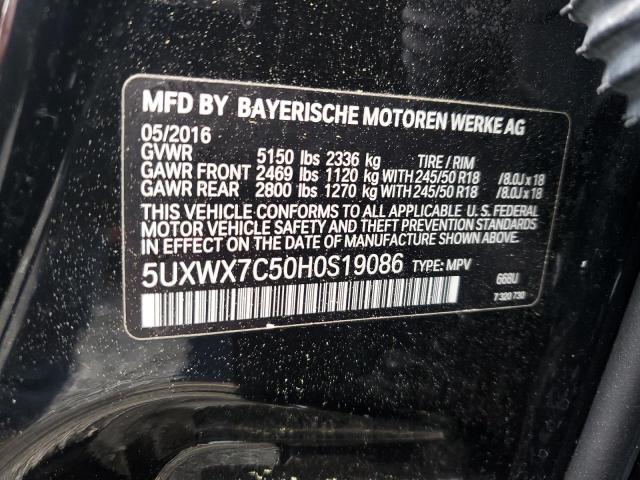 MFD BY BAYERISCHE MOTOREN WERKE AG
05/2016
GVWR 5150 lbs 2336 kg TIRE / RIM
GAWR FRONT 2469 lbs 1120 kg WITH 245/50 R18 /8.0J x 18
GAWR REAR 2800 lbs 1270 kg WITH 245/50 R18 /8.0J x 18
THIS VEHICLE CONFORMS TO ALL APPLICABLE U.S. FEDERAL
MOTOR VEHICLE SAFETY AND THEFT PREVENTION STANDARDS
IN EFFECT ON THE DATE OF MANUFACTURE SHOWN ABOVE.
5UXWX7C50H0S19086 TYPE: MPV 668U
7 320 730